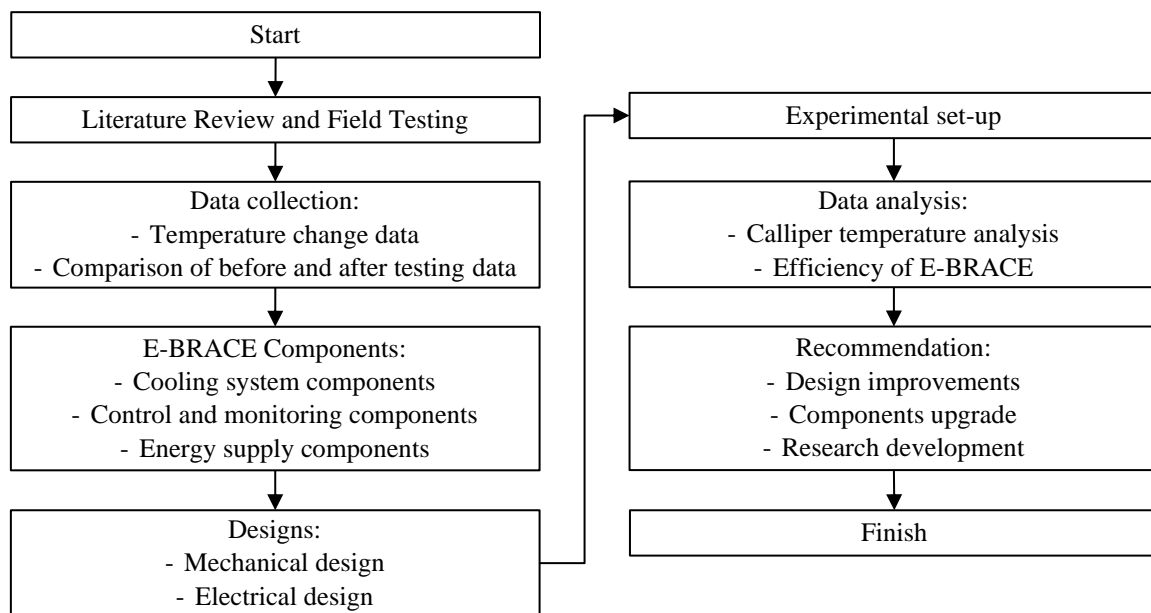 Start
Literature Review and Field Testing
Data collection:
- Temperature change data
- Comparison of before and after testing data
E-BRACE Components:
- Cooling system components
- Control and monitoring components
- Energy supply components
Designs:
- Mechanical design
- Electrical design
Experimental set-up
Data analysis:
- Calliper temperature analysis
- Efficiency of E-BRACE
Recommendation:
- Design improvements
- Components upgrade
- Research development
Finish